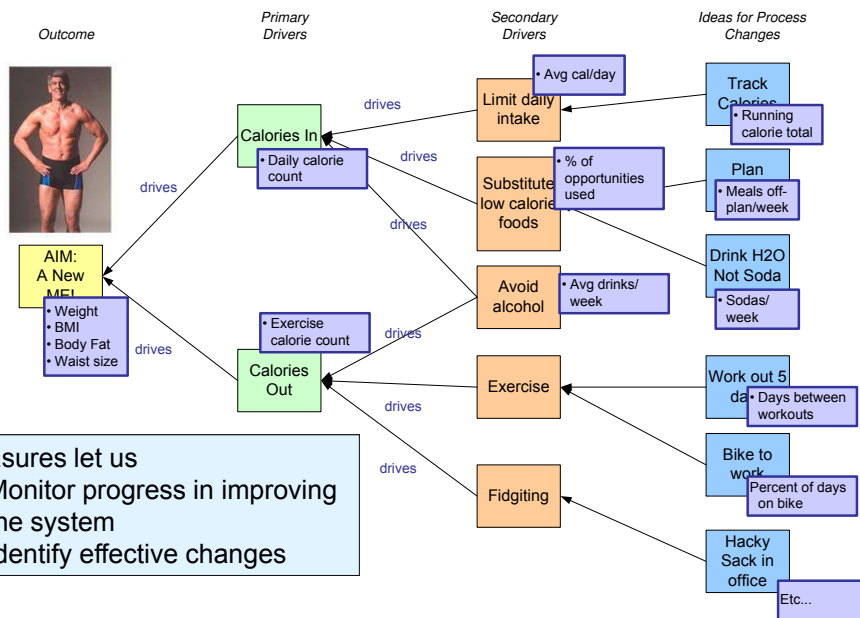 Outcome
Primary
Drivers
Secondary
Drivers
Ideas for Process
Changes
AIM:
A New
ME!
• Weight
• BMI
• Body Fat
• Waist size
drives
drives
Calories In
• Daily calorie
count
• Exercise
calorie count
Calories
Out
drives
drives
drives
drives
drives
drives
• Avg cal/day
Limit daily
intake
• % of
opportunities
used
Substitute
low calorie
foods
Avoid
alcohol
• Avg drinks/
week
Exercise
Fidgiting
Track
Calories
• Running
calorie total
Plan
• Meals off-
plan/week
Drink H2O
Not Soda
• Sodas/
week
Work out 5
• Days between
workouts
Bike to
work
Percent of days
on bike
Hacky
Sack in
office
Etc...
let us
Monitor progress in improving
system
identify effective changes